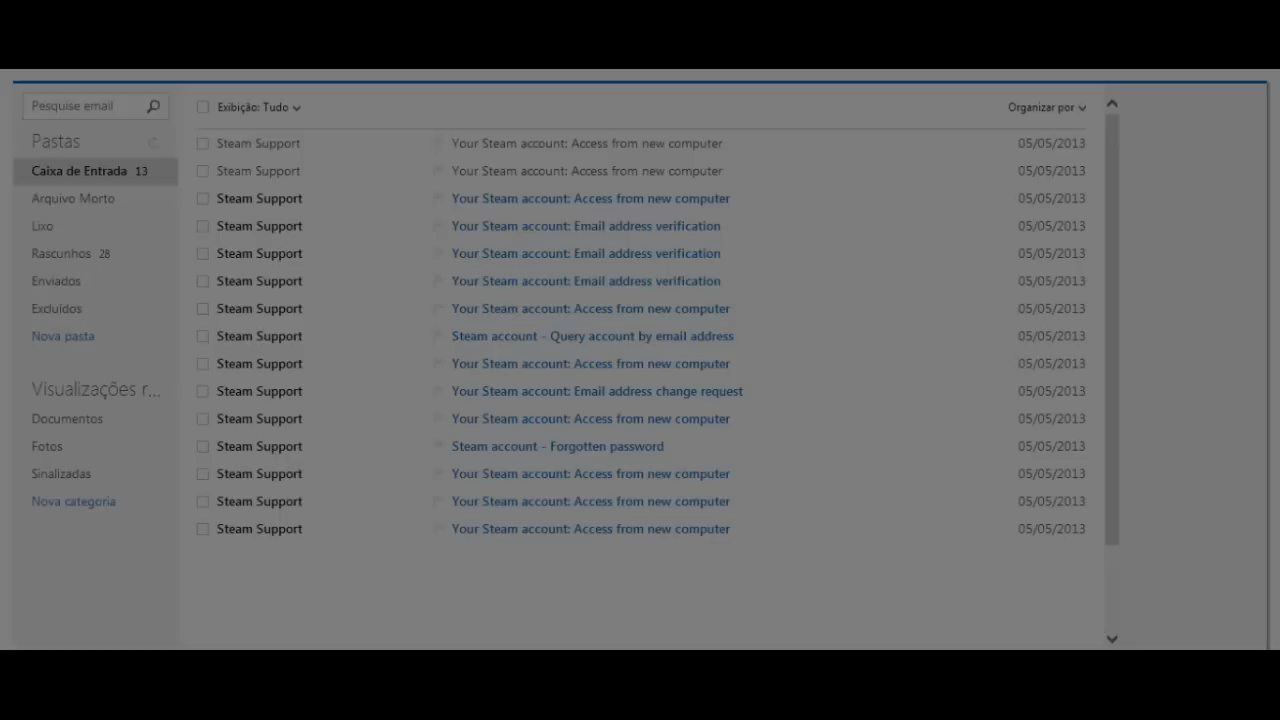 Pesquise email
Pastas
Caixa de Entrada 13
Arquivo Morto
Lixo
Rascunhos 28
Enviados
Excluídos
Nova pasta
Visualizações r...
Documentos
Fotos
Sinalizadas
Nova categoria
Exibição: Tudo
Organizar por
Steam Support Your Steam account: Access from new computer 05/05/2013
Steam Support Your Steam account: Access from new computer 05/05/2013
Steam Support Your Steam account: Access from new computer 05/05/2013
Steam Support Your Steam account: Email address verification 05/05/2013
Steam Support Your Steam account: Email address verification 05/05/2013
Steam Support Your Steam account: Email address verification 05/05/2013
Steam Support Your Steam account: Access from new computer 05/05/2013
Steam Support Steam account - Query account by email address 05/05/2013
Steam Support Your Steam account: Access from new computer 05/05/2013
Steam Support Your Steam account: Email address change request 05/05/2013
Steam Support Your Steam account: Access from new computer 05/05/2013
Steam Support Steam account - Forgotten password 05/05/2013
Steam Support Your Steam account: Access from new computer 05/05/2013
Steam Support Your Steam account: Access from new computer 05/05/2013
Steam Support Your Steam account: Access from new computer 05/05/2013